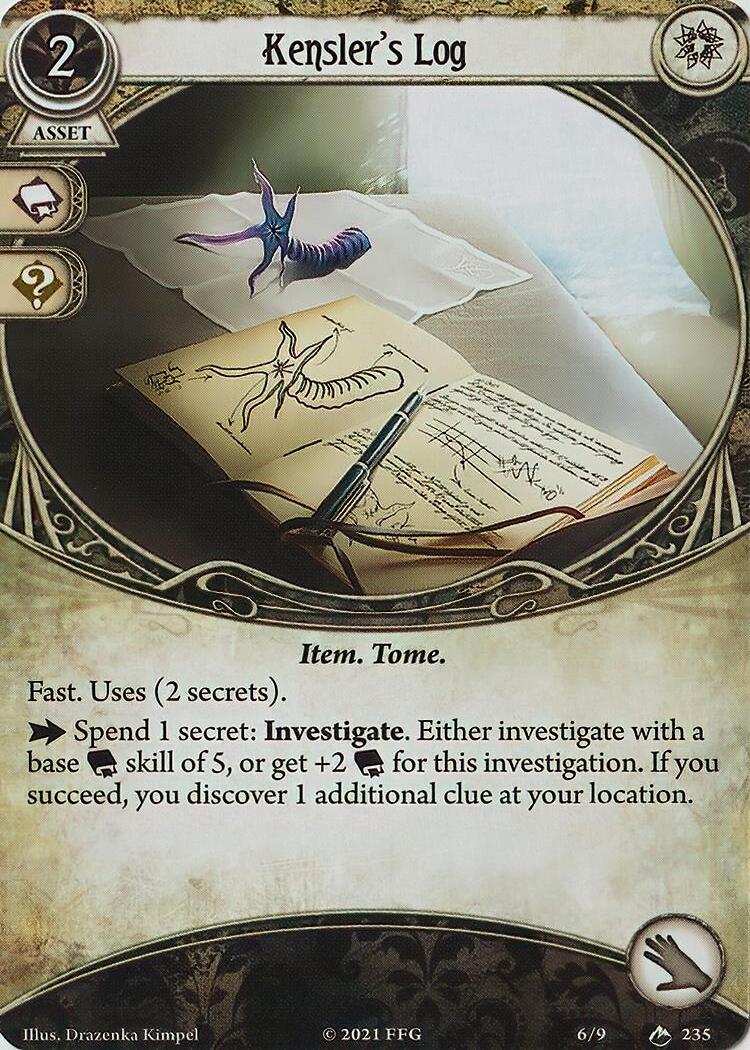 2
Kensler's Log
ASSET
?
Item. Tome.
Fast. Uses (2 secrets).
Spend 1 secret: Investigate. Either investigate with a
base skill of 5, or get +2 for this investigation. If you
succeed, you discover 1 additional clue at your location.
Illus. Drazenka Kimpel
© 2021 FFG
6/9
235